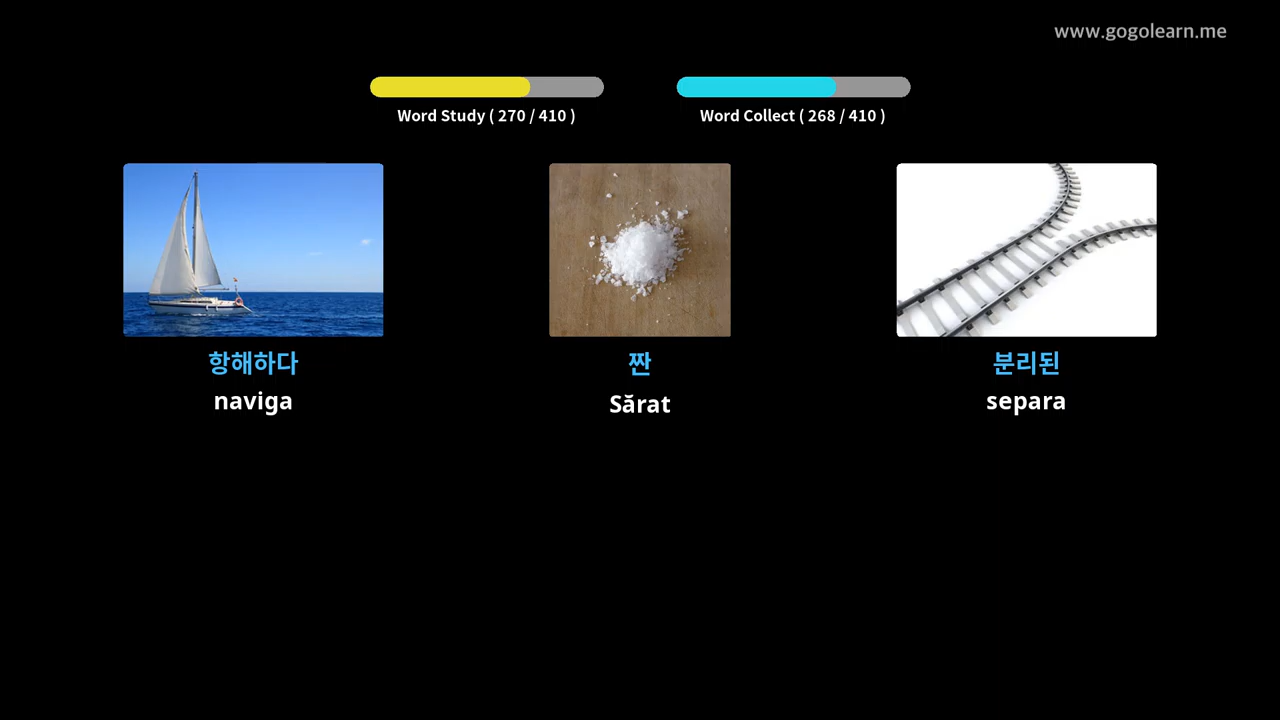 www.gogolearn.me
Word Study ( 270 / 410 )
Word Collect ( 268 / 410 )
항해하다
naviga
짠
Sărat
분리된
separa